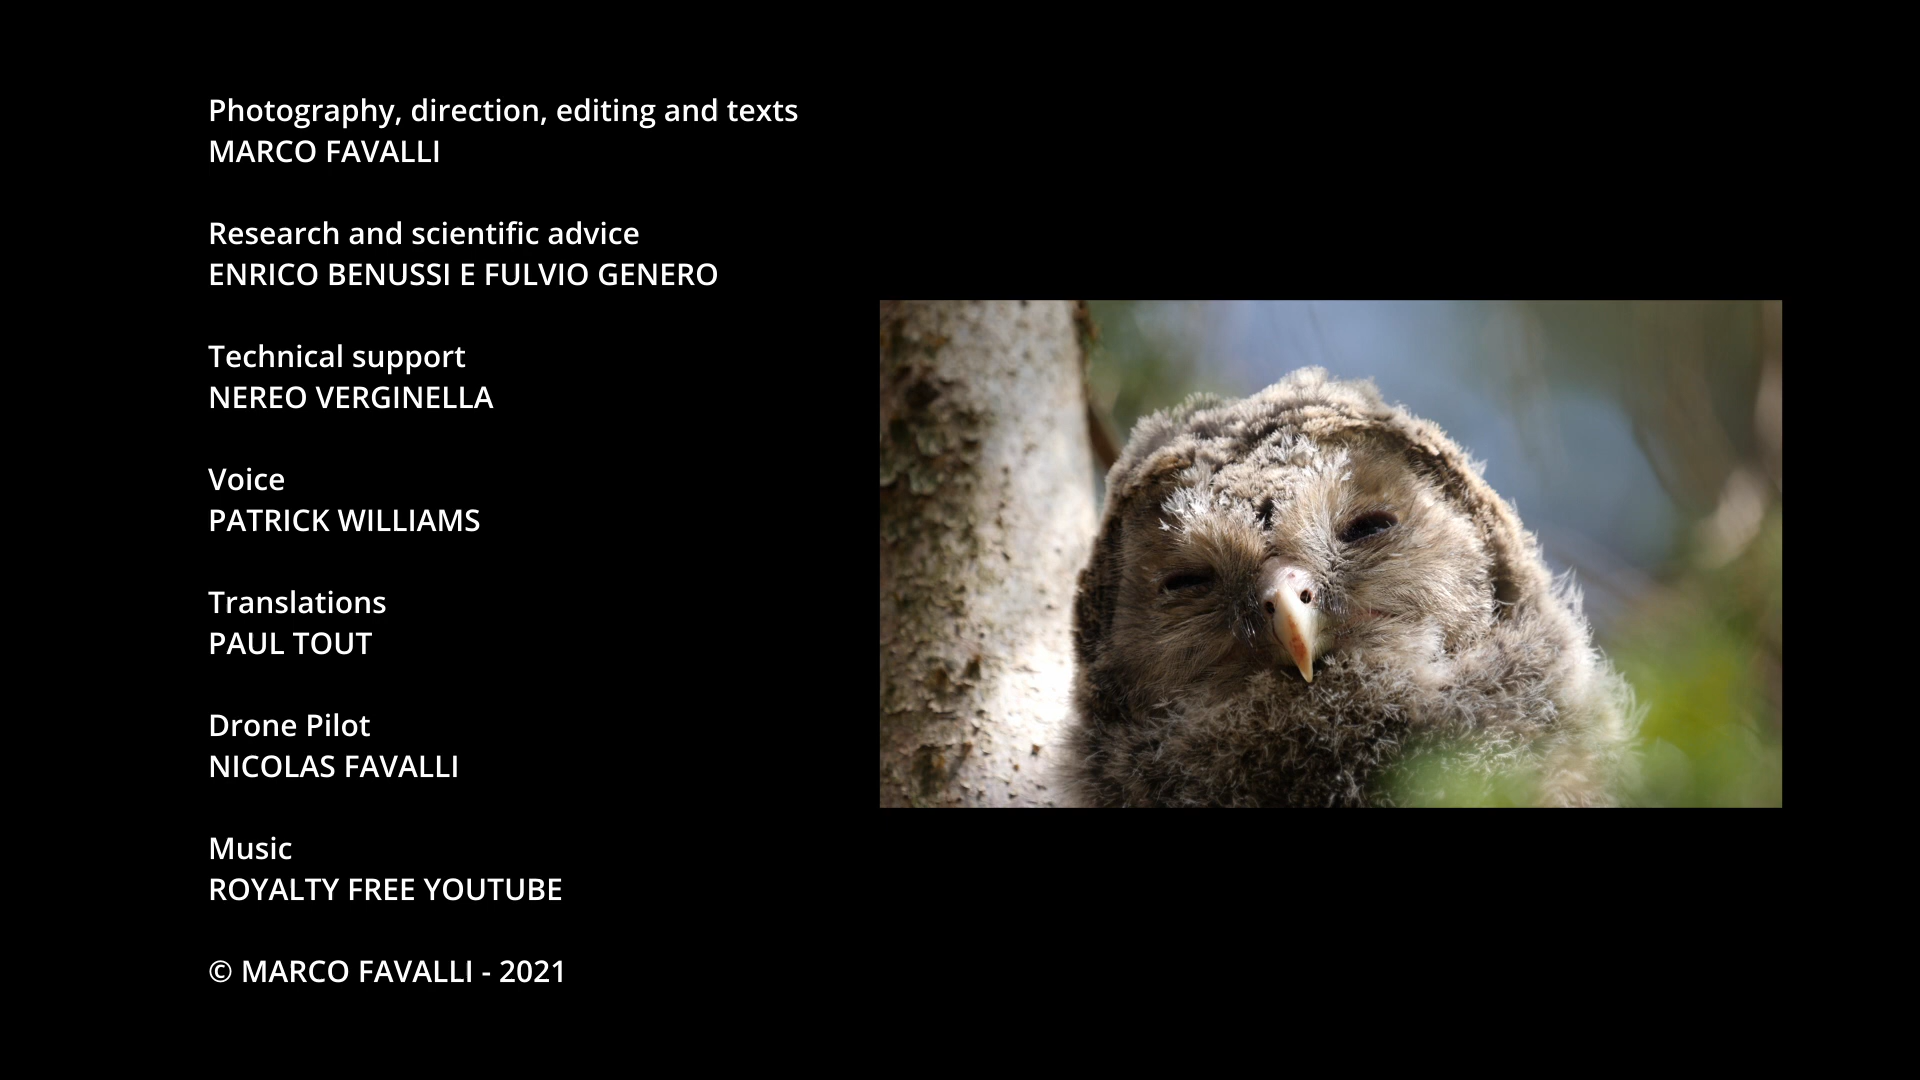 Photography, direction, editing and texts
MARCO FAVALLI
Research and scientific advice
ENRICO BENUSSI E FULVIO GENERO
Technical support
NEREO VERGINELLA
Voice
PATRICK WILLIAMS
Translations
PAUL TOUT
Drone Pilot
NICOLAS FAVALLI
Music
ROYALTY FREE YOUTUBE
© MARCO FAVALLI - 2021